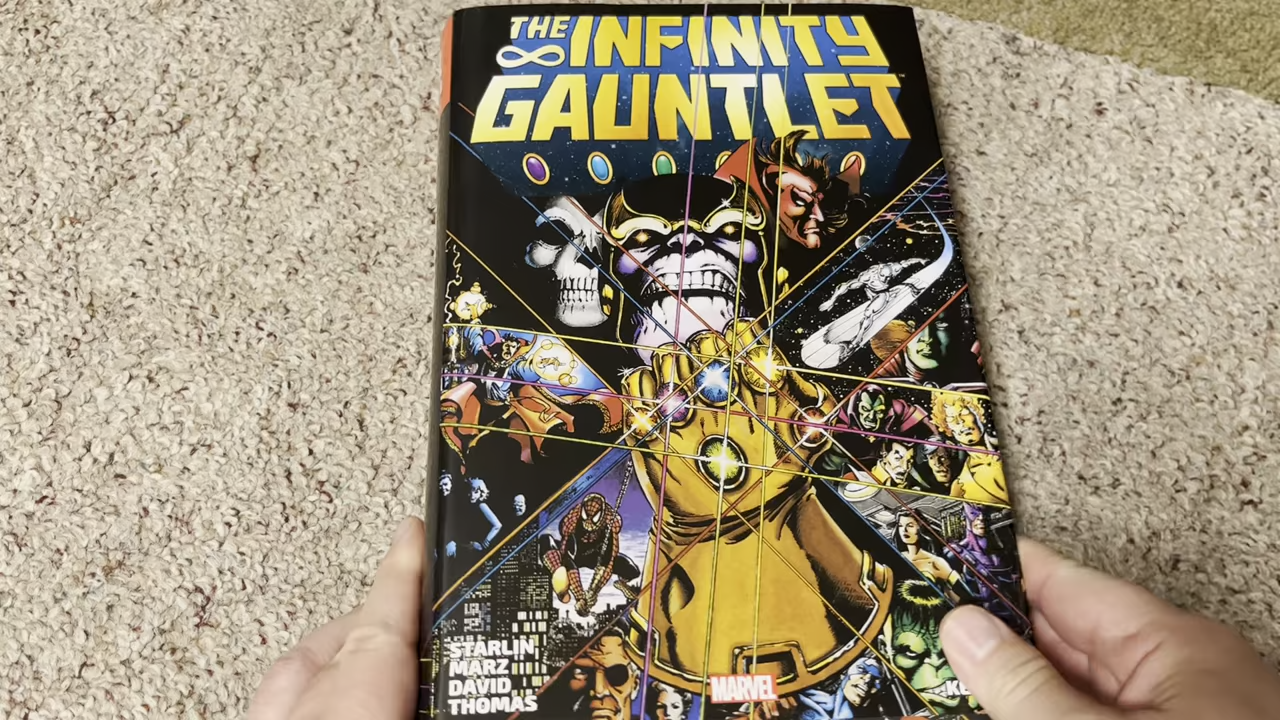 THE INFINITY
GAUNTLET
STARLIN
MARZ
DAVID
THOMAS
MARVEL